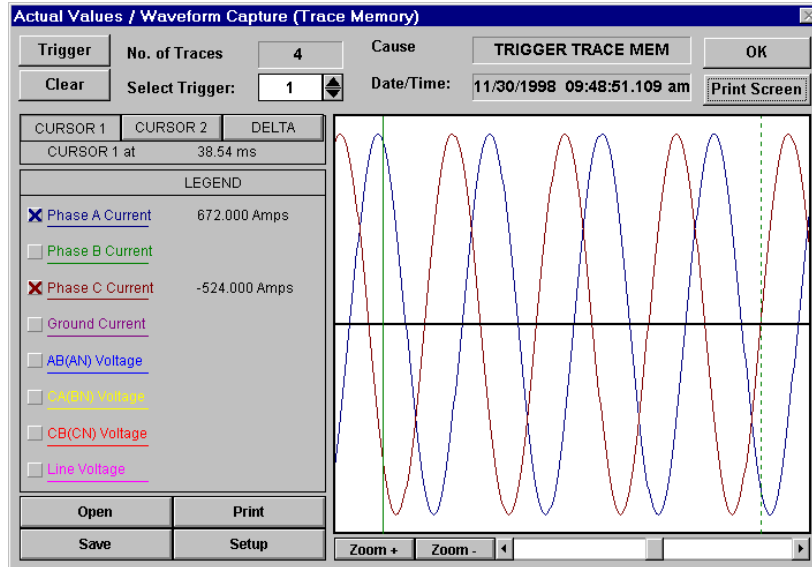 Actual Values / Waveform Capture (Trace Memory)
Trigger
No. of Traces
4
Cause
TRIGGER TRACE MEM
OK
Clear
Select Trigger:
1
Date/Time:
11/30/1998 09:48:51.109 am
Print Screen
CURSOR 1
CURSOR 2
DELTA
CURSOR 1 at
38.54 ms
LEGEND
Phase A Current
672.000 Amps
Phase B Current
Phase C Current
-524.000 Amps
Ground Current
AB(AN) Voltage
CA(BN) Voltage
CB(CN) Voltage
Line Voltage
Open
Print
Save
Setup
Zoom +
Zoom -